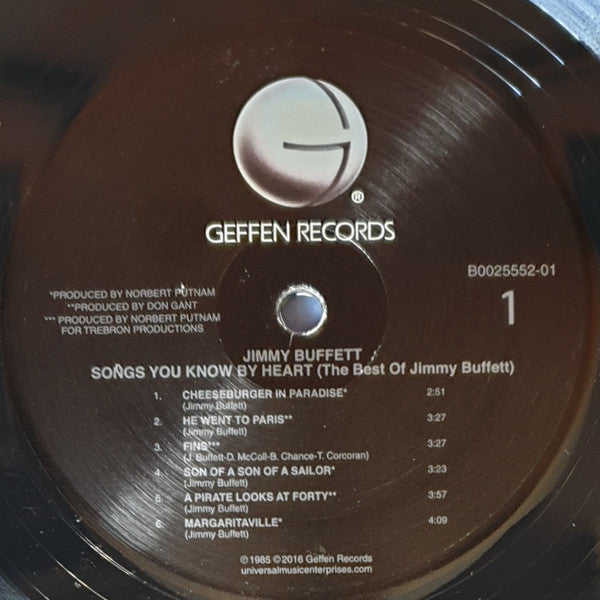 G
®
GEFFEN RECORDS
B0025552-01
1
*PRODUCED BY NORBERT PUTNAM
**PRODUCED BY DON GANT
*** PRODUCED BY NORBERT PUTNAM
FOR TREBRON PRODUCTIONS
JIMMY BUFFETT
SONGS YOU KNOW BY HEART (The Best Of Jimmy Buffett)
1. CHEESEBURGER IN PARADISE* 2:51
(Jimmy Buffett)
2. HE WENT TO PARIS** 3:27
(Jimmy Buffett)
3. FINS*** 3:27
(J. Buffett-D. McColl-B. Chance-T. Corcoran)
4. SON OF A SON OF A SAILOR* 3:23
(Jimmy Buffett)
5. A PIRATE LOOKS AT FORTY** 3:57
(Jimmy Buffett)
6. MARGARITAVILLE* 4:09
(Jimmy Buffett)
℗1985 ©2016 Geffen Records
universalmusicenterprises.com